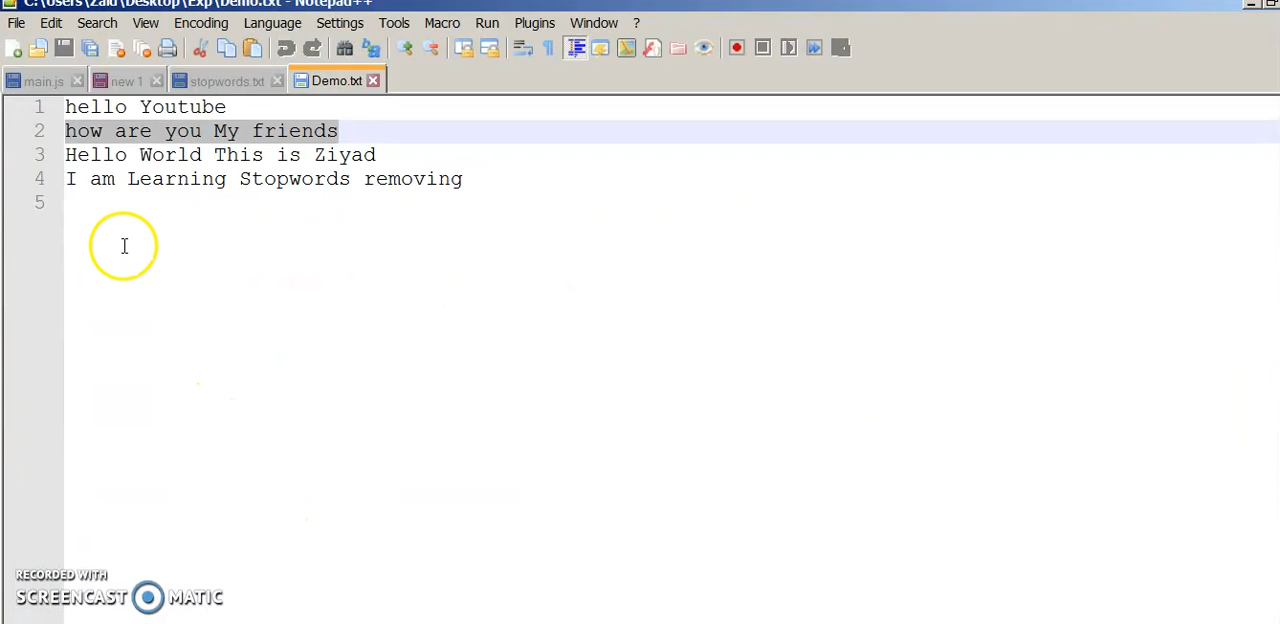 C:\Users\Zaid\Desktop\Exp\Demo.txt - Notepad++
File Edit Search View Encoding Language Settings Tools Macro Run Plugins Window ?
main.js new 1 stopwords.txt Demo.txt
1 hello Youtube
2 how are you My friends
3 Hello World This is Ziyad
4 I am Learning Stopwords removing
5
RECORDED WITH
SCREENCAST MATIC